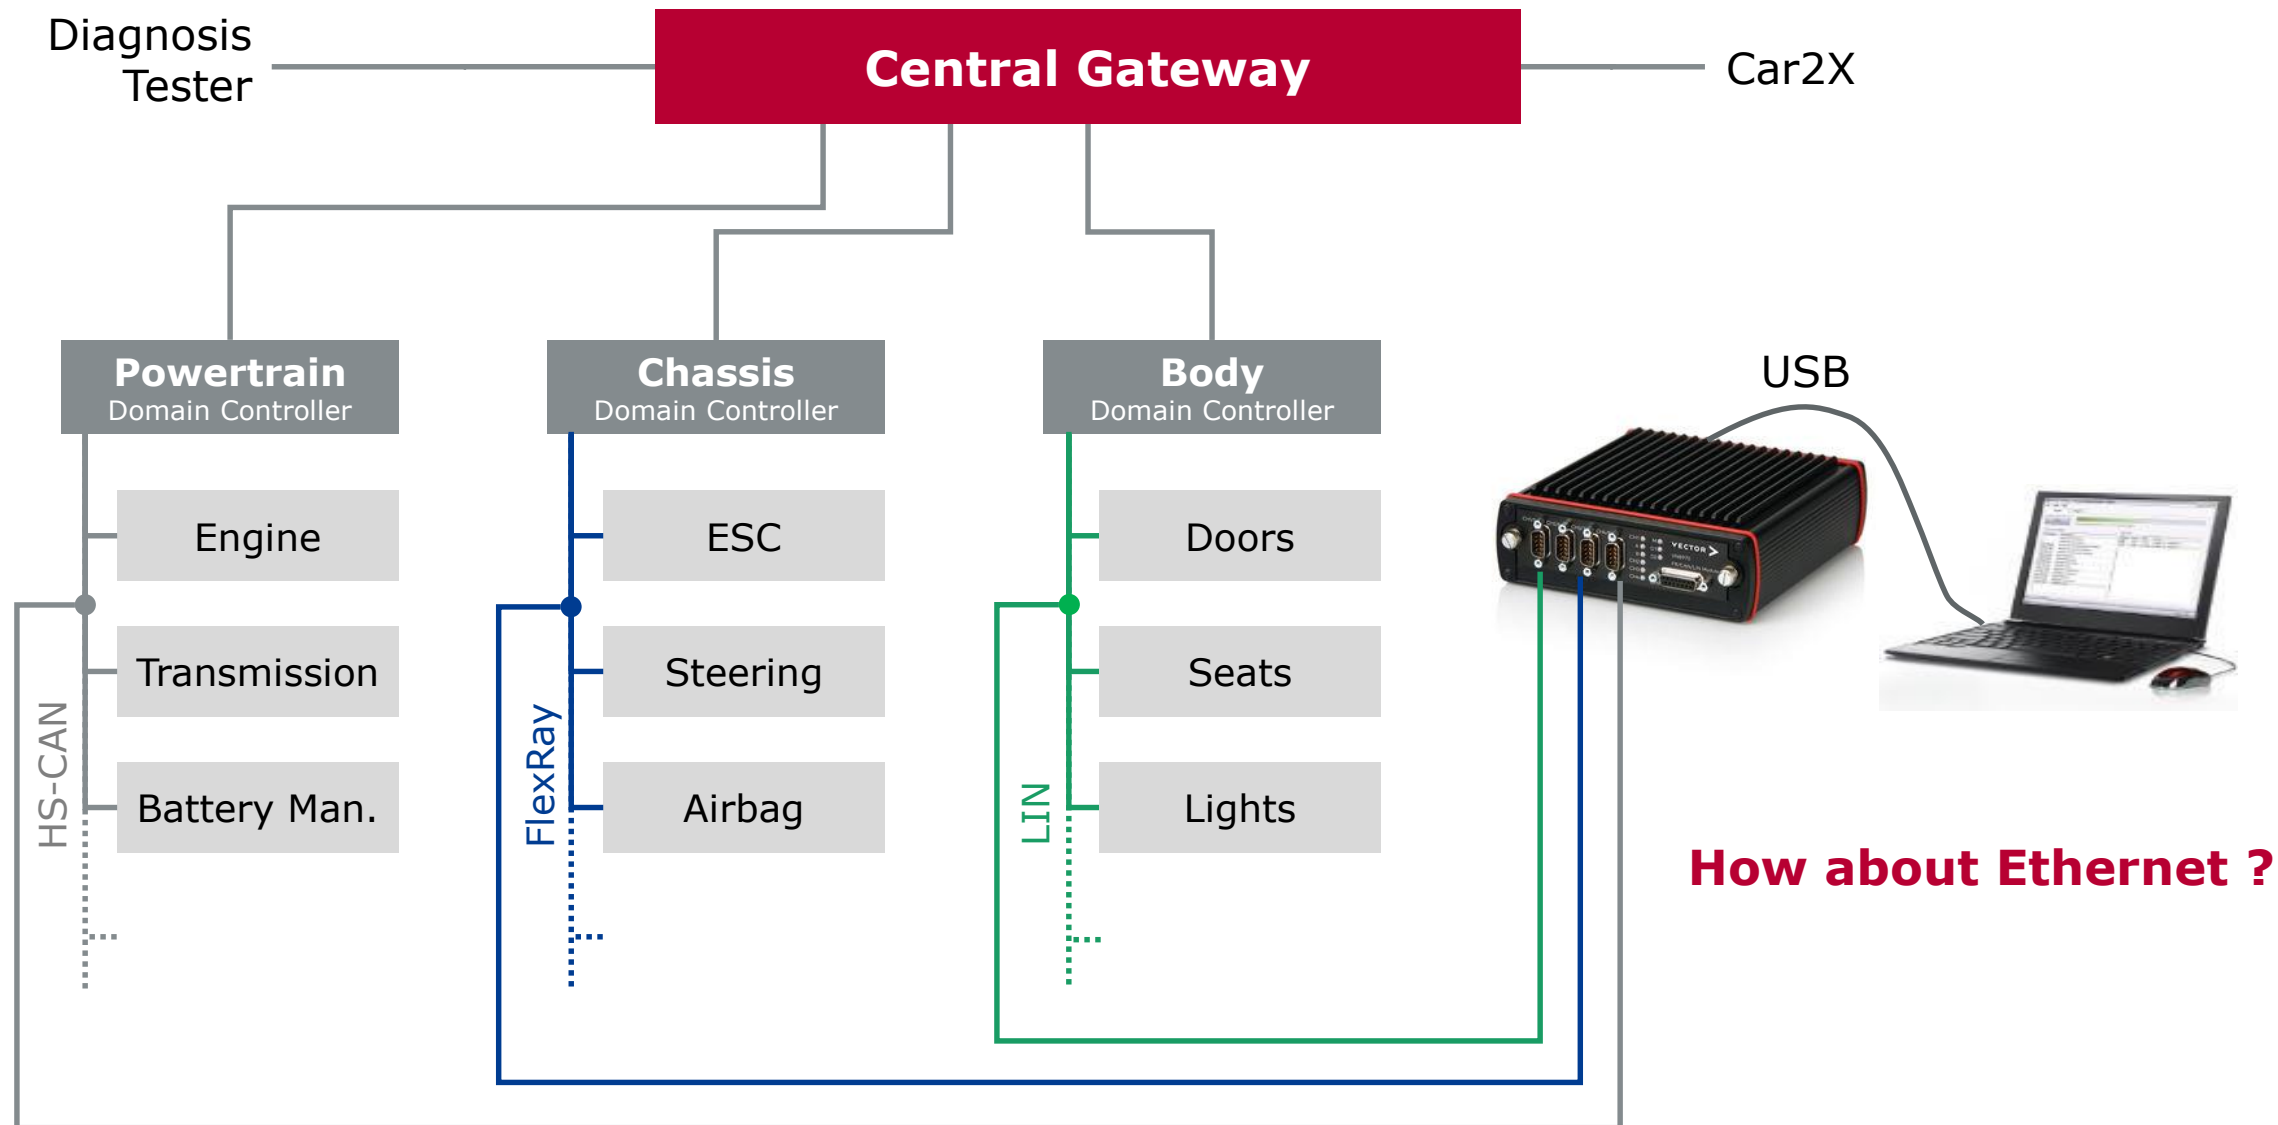 Diagnosis
Tester
Central Gateway
Car2X
Powertrain
Domain Controller
Chassis
Domain Controller
Body
Domain Controller
USB
Engine
ESC
Doors
VECTOR
Transmission
Steering
Seats
HS-CAN
FlexRay
LIN
Battery Man.
Airbag
Lights
How about Ethernet ?